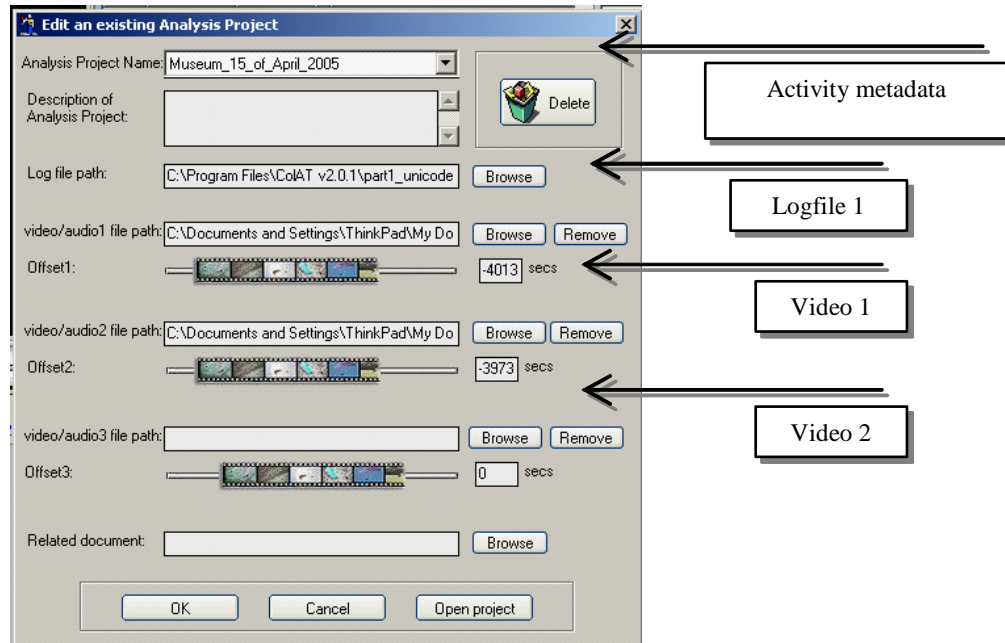 Edit an existing Analysis Project
Analysis Project Name: Museum_15_of_April_2005
Activity metadata
Description of
Analysis Project:
Delete
Log file path: C:\Program Files\ColAT v2.0.1\part1_unicode Browse
Logfile 1
video/audio1 file path: C:\Documents and Settings\ThinkPad\My Do Browse Remove
Offset1: -4013 secs
Video 1
video/audio2 file path: C:\Documents and Settings\ThinkPad\My Do Browse Remove
Offset2: -3973 secs
Video 2
video/audio3 file path: Browse Remove
Offset3: 0 secs
Related document: Browse
OK Cancel Open project